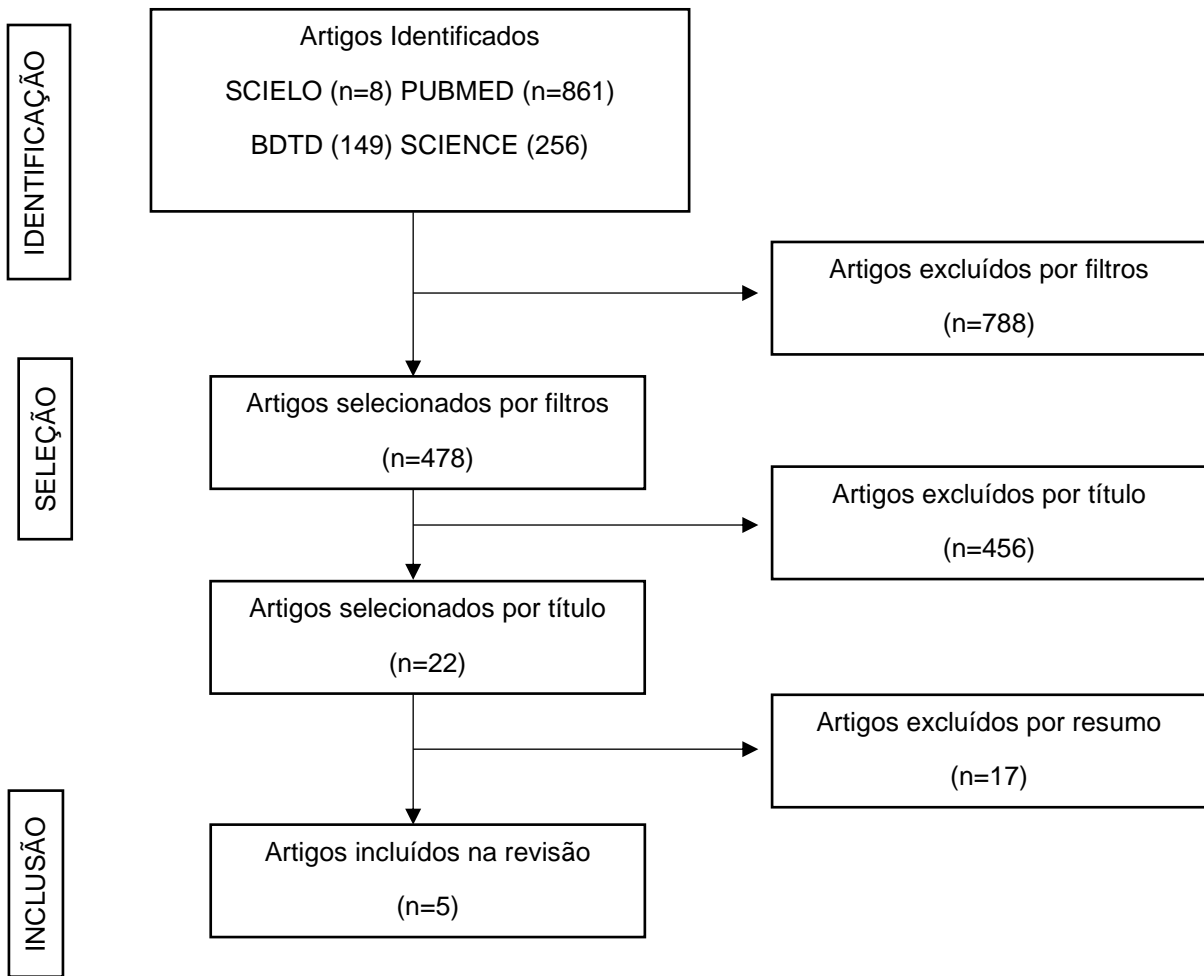 IDENTIFICAÇÃO
Artigos Identificados
SCIELO (n=8) PUBMED (n=861)
BDTD (149) SCIENCE (256)
Artigos excluídos por filtros
(n=788)
SELEÇÃO
Artigos selecionados por filtros
(n=478)
Artigos excluídos por título
(n=456)
Artigos selecionados por título
(n=22)
Artigos excluídos por resumo
(n=17)
INCLUSÃO
Artigos incluídos na revisão
(n=5)